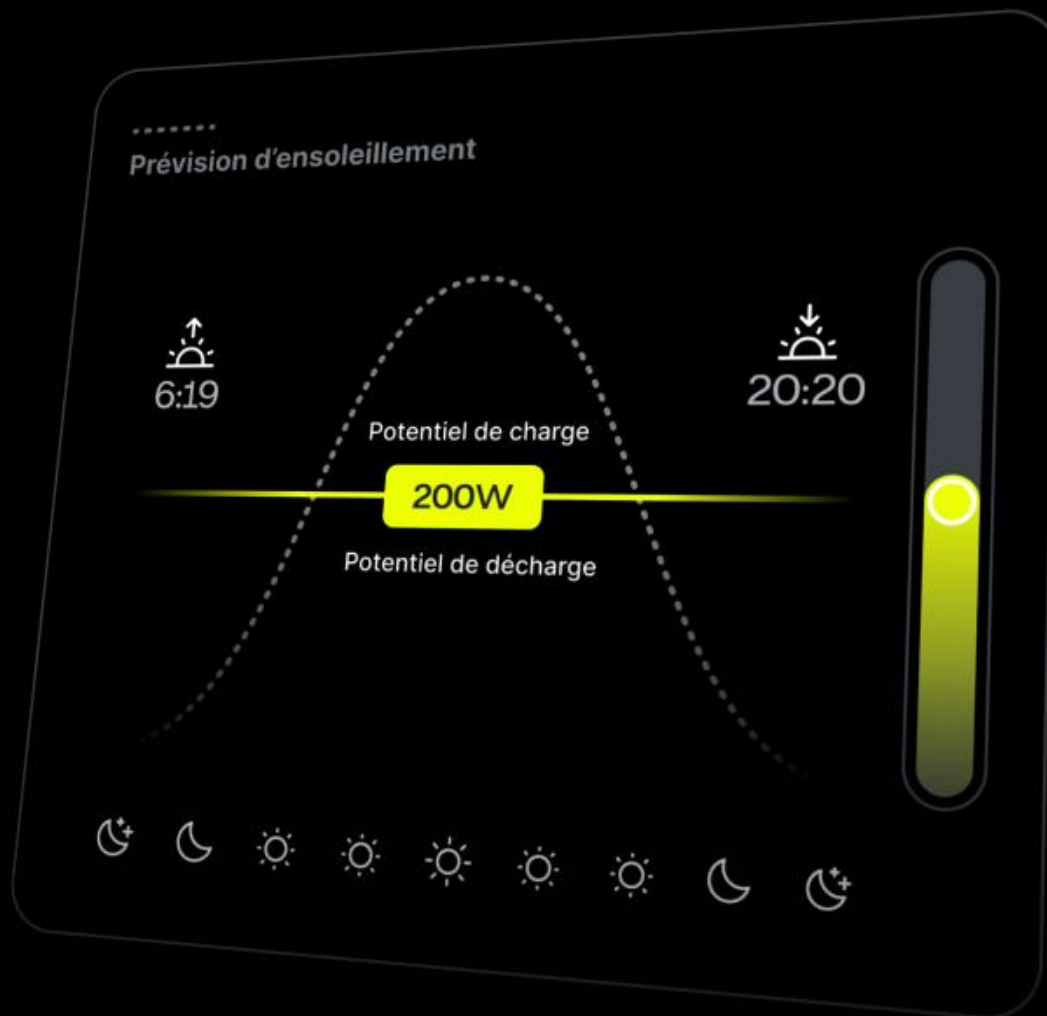 Prévision d'ensoleillement
6:19
20:20
Potentiel de charge
200W
Potentiel de décharge